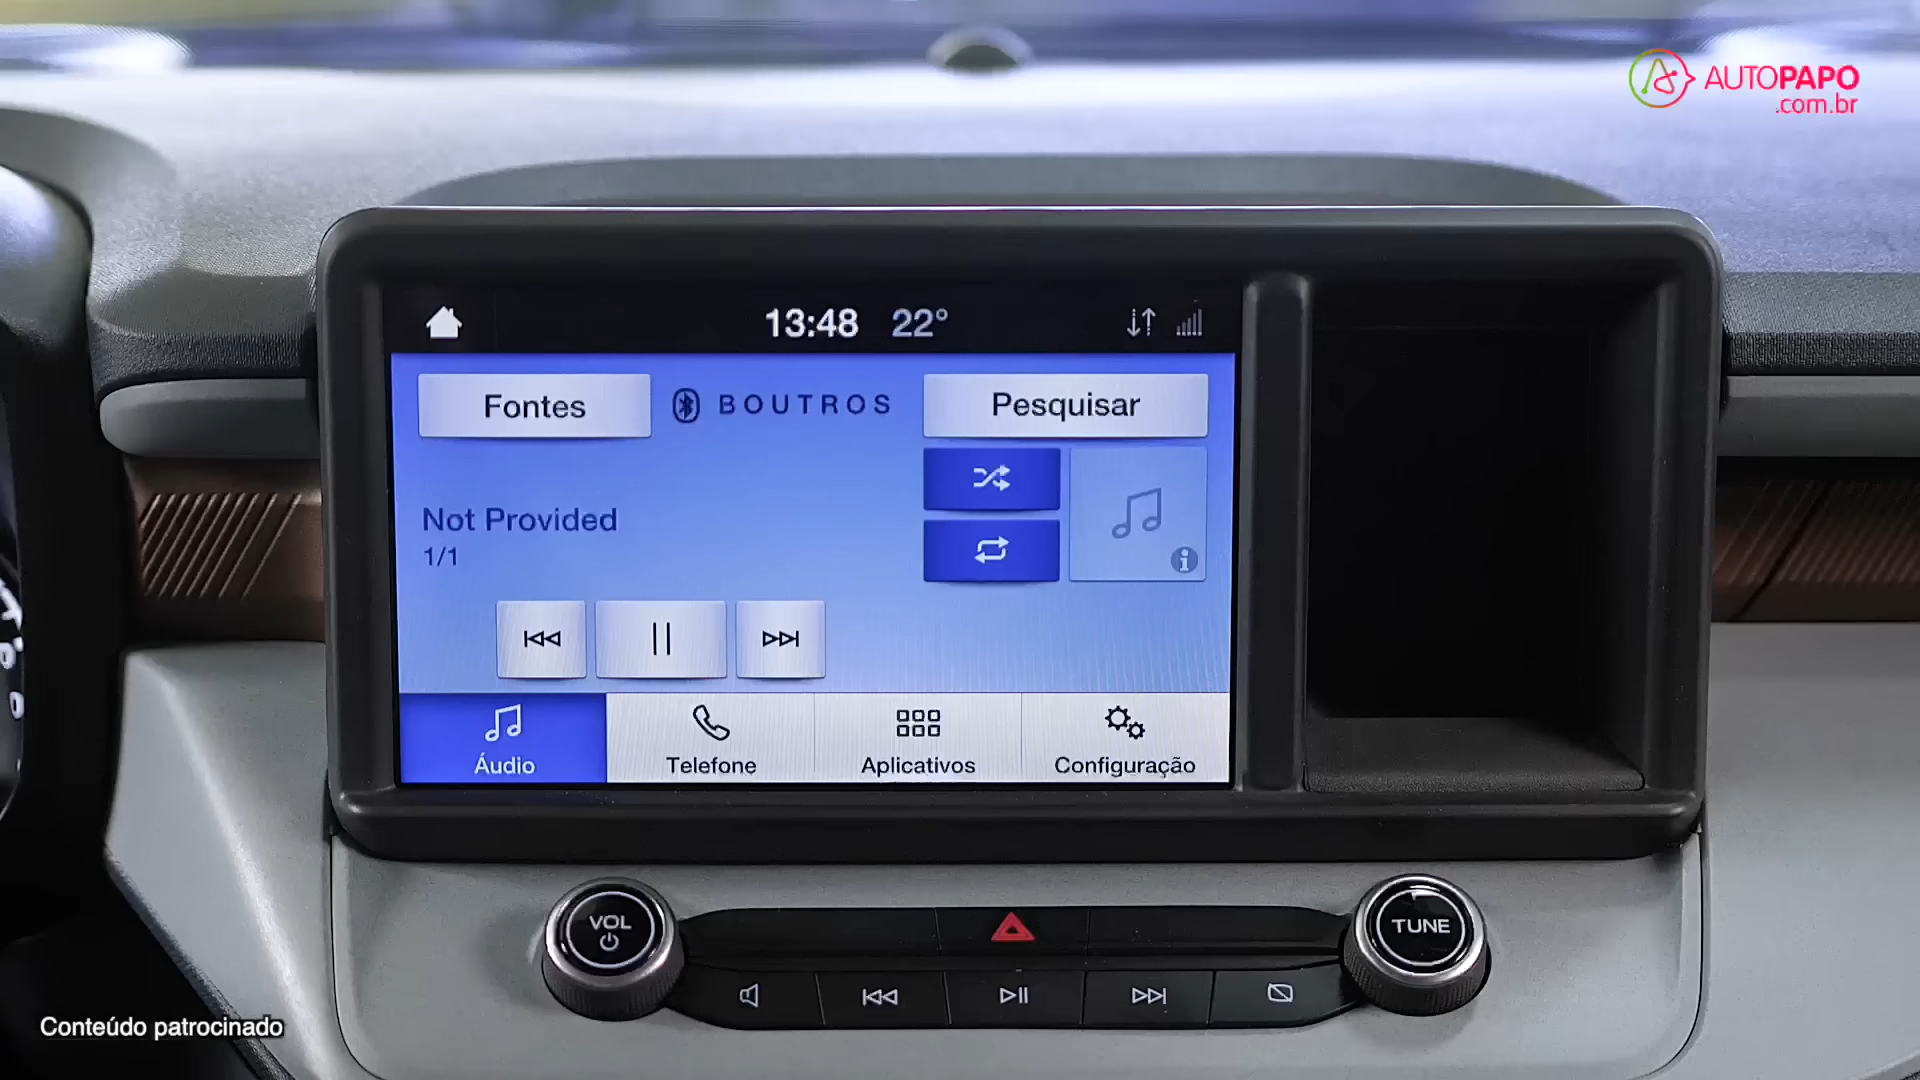 AUTOPAPO
.com.br
13:48 22°
Fontes
BOUTROS
Pesquisar
Not Provided
1/1
Áudio
Telefone
Aplicativos
Configuração
VOL
TUNE
Conteúdo patrocinado